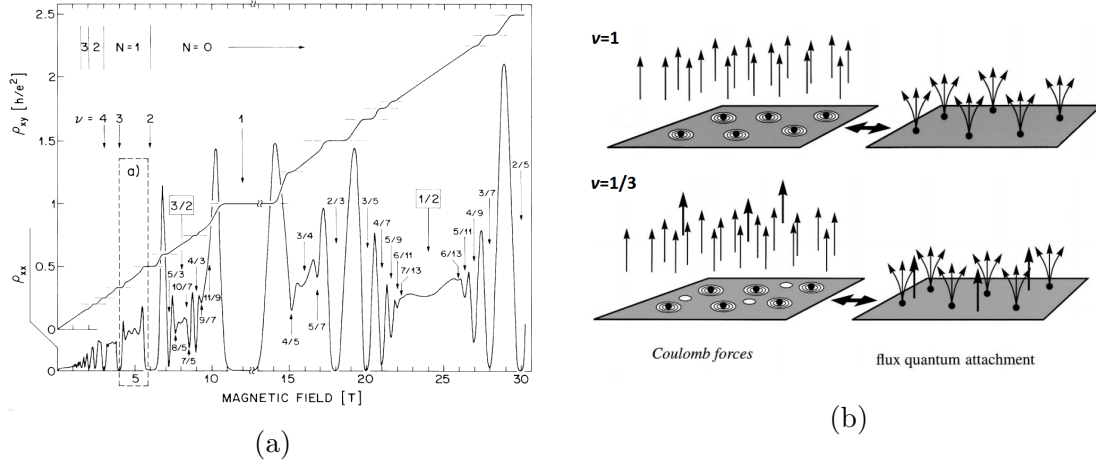 2.5
3 2 N=1 N=0
2
ρxy [h/e²]
ν = 4 3 2 1
1.5
a)
2/5
3/2
2/3 3/5 1/2 3/7
1
4/7 4/9
3/4 5/9 5/11
6/11 6/13
7/13
0.5
ρxx
5/3 4/3
10/7
11/9
9/7
8/5
7/5
4/5
5/7
0
0
5 10 15 20 25 30
MAGNETIC FIELD [T]
(a)
ν=1
ν=1/3
Coulomb forces
flux quantum attachment
(b)